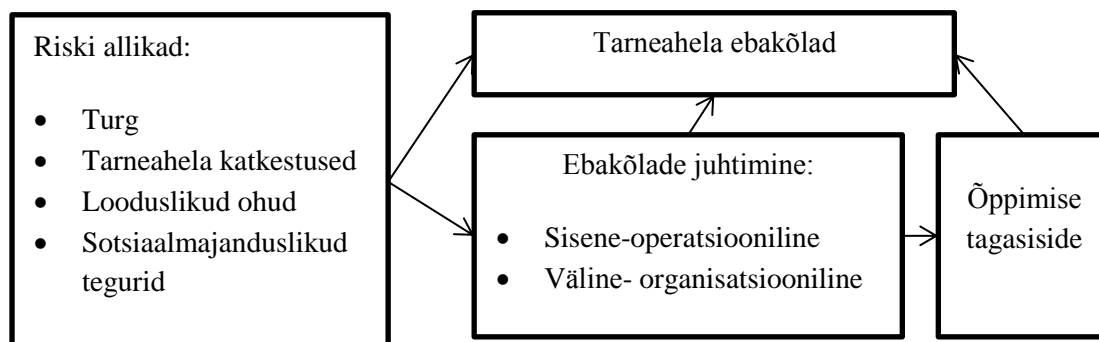 Riski allikad:
• Turg
• Tarneahela katkestused
• Looduslikud ohud
• Sotsiaalmajanduslikud
tegurid
Tarneahela ebakõlad
Ebakõlade juhtimine:
• Sisene-operatsiooniline
• Väline- organisatsiooniline
Õppimise
tagasiside